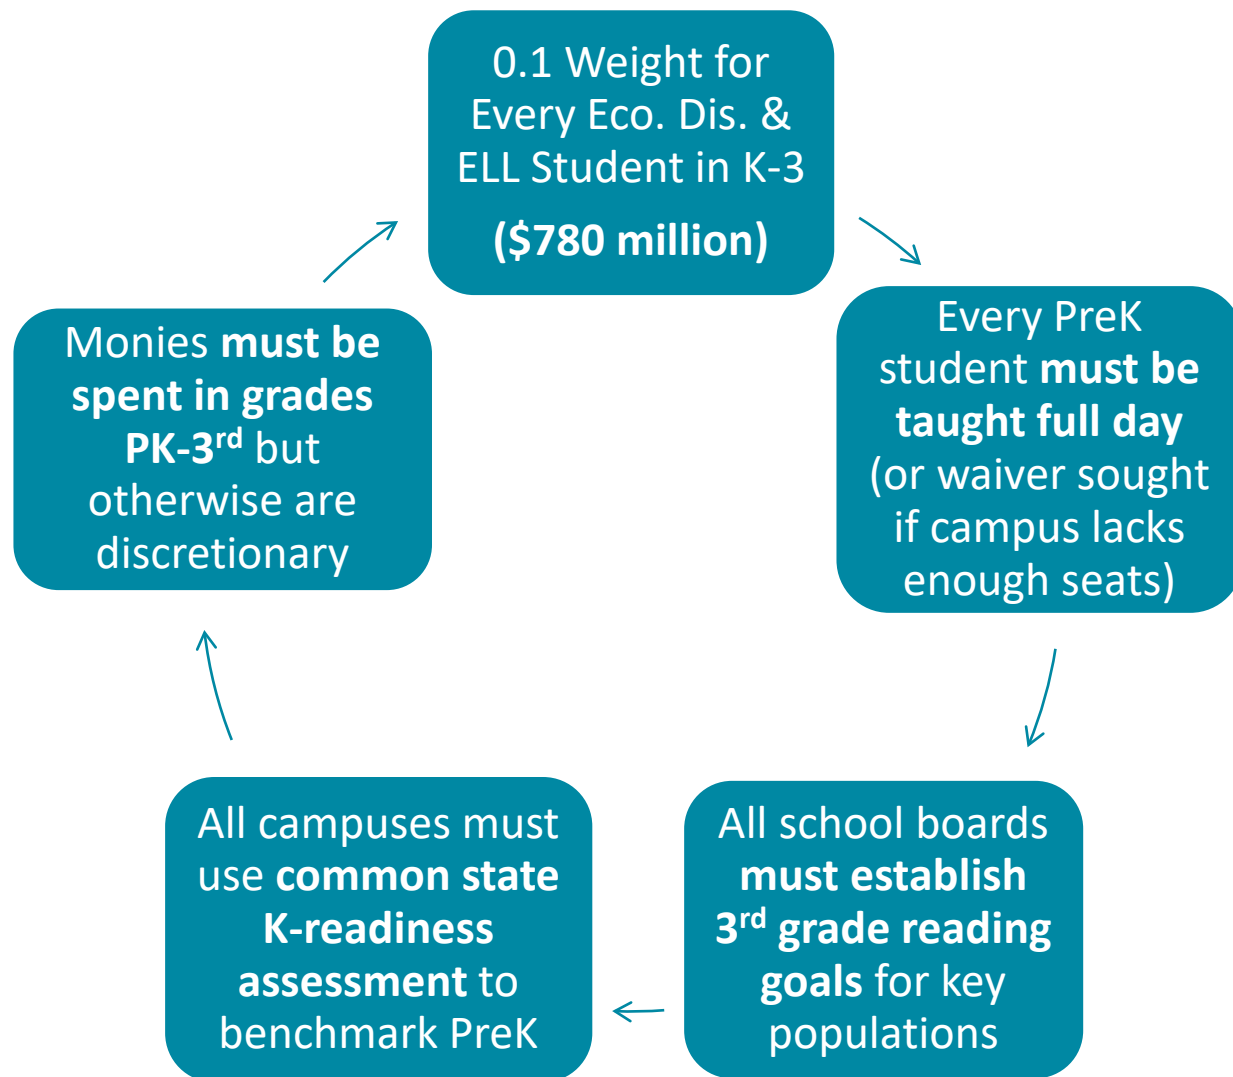 0.1 Weight for
Every Eco. Dis. &
ELL Student in K-3
($780 million)
Every PreK
student must be
taught full day
(or waiver sought
if campus lacks
enough seats)
All school boards
must establish
3rd grade reading
goals for key
populations
All campuses must
use common state
K-readiness
assessment to
benchmark PreK
Monies must be
spent in grades
PK-3rd but
otherwise are
discretionary